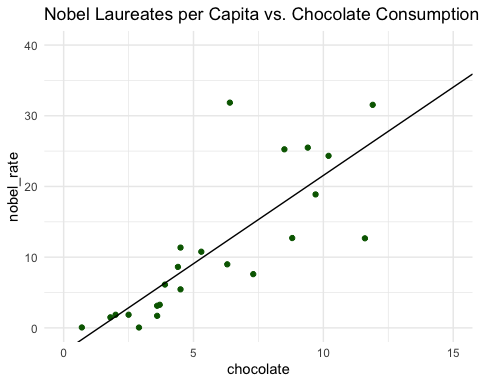 Nobel Laureates per Capita vs. Chocolate Consumption
40
30
20
10
0
nobel_rate
0 5 10 15
chocolate